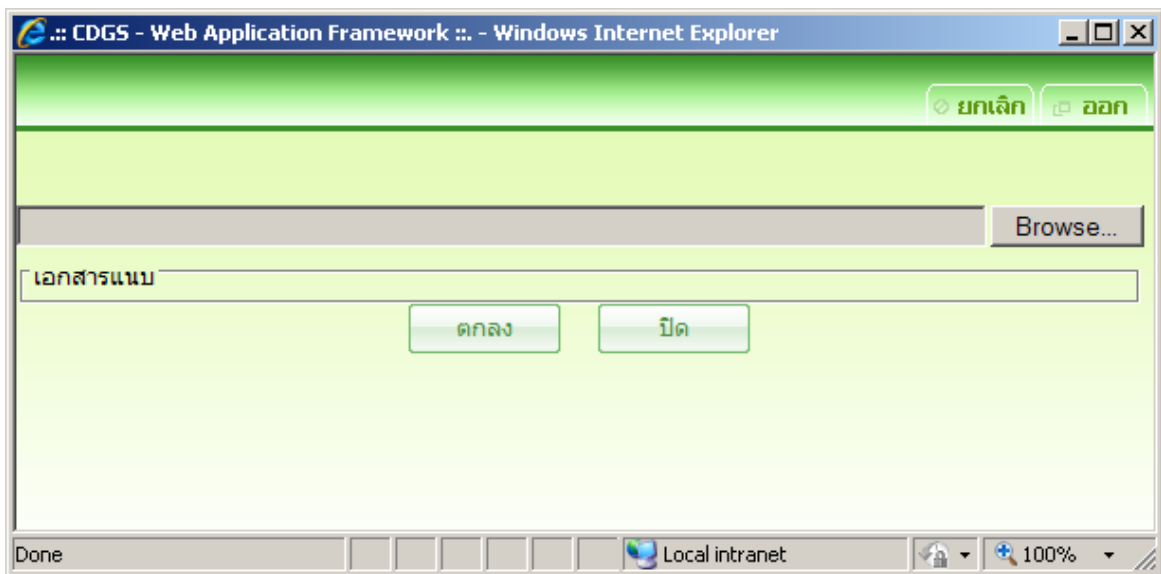 .:: CDGS - Web Application Framework ::. - Windows Internet Explorer
ยกเลิก ออก
Browse...
เอกสารแนบ
ตกลง ปิด
Done Local intranet 100%